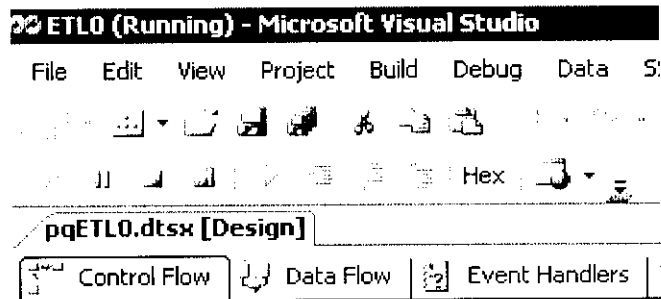 ETL0 (Running) - Microsoft Visual Studio
File Edit View Project Build Debug Data
Hex
pqETL0.dtsx [Design]
Control Flow Data Flow Event Handlers